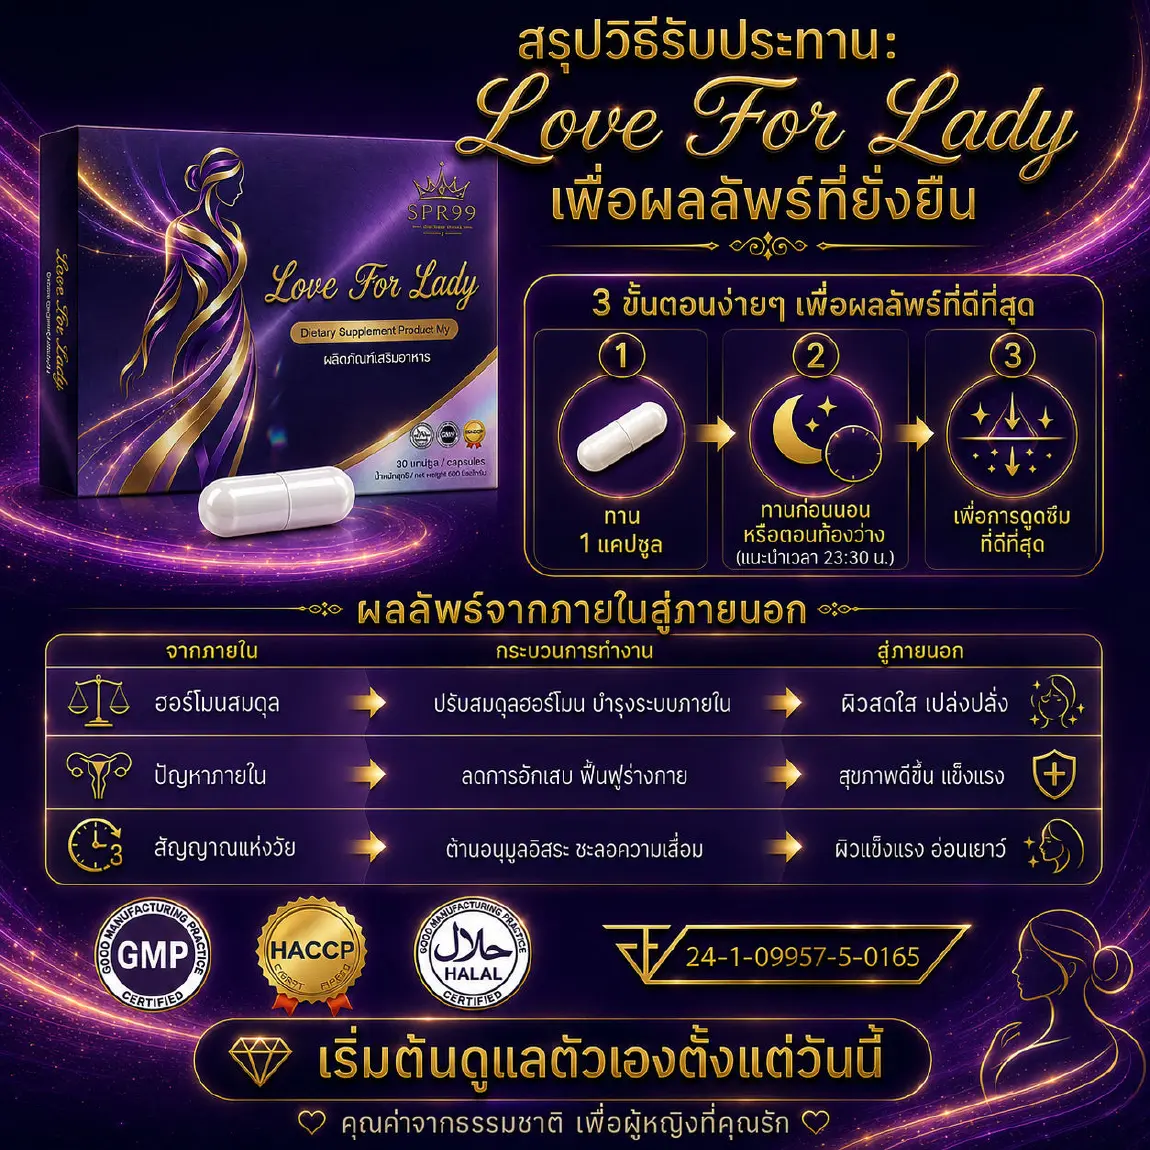 สรุปวิธีรับประทาน:
Love For Lady
เพื่อผลลัพธ์ที่ยั่งยืน
SPR99
Love For Lady
Dietary Supplement Product My
ผลิตภัณฑ์เสริมอาหาร
30 แคปซูล / capsules
Love For Lady
3 ขั้นตอนง่ายๆ เพื่อผลลัพธ์ที่ดีที่สุด
1
2
3
ทาน
1 แคปซูล
ทานก่อนนอน
หรือตอนท้องว่าง
(แนะนำเวลา 23:30 น.)
เพื่อการดูดซึม
ที่ดีที่สุด
ผลลัพธ์จากภายในสู่ภายนอก
จากภายใน กระบวนการทำงาน สู่ภายนอก
ฮอร์โมนสมดุล ปรับสมดุลฮอร์โมน บำรุงระบบภายใน ผิวสดใส เปล่งปลั่ง
ปัญหาภายใน ลดการอักเสบ ฟื้นฟูร่างกาย สุขภาพดีขึ้น แข็งแรง
3 สัญญาณแห่งวัย ต้านอนุมูลอิสระ ชะลอความเสื่อม ผิวแข็งแรง อ่อนเยาว์
GOOD MANUFACTURING PRACTICE
GMP
CERTIFIED
HACCP
GOOD MANUFACTURING PRACTICE
حلال
HALAL
CERTIFIED
24-1-09957-5-0165
เริ่มต้นดูแลตัวเองตั้งแต่วันนี้
คุณค่าจากธรรมชาติ เพื่อผู้หญิงที่คุณรัก